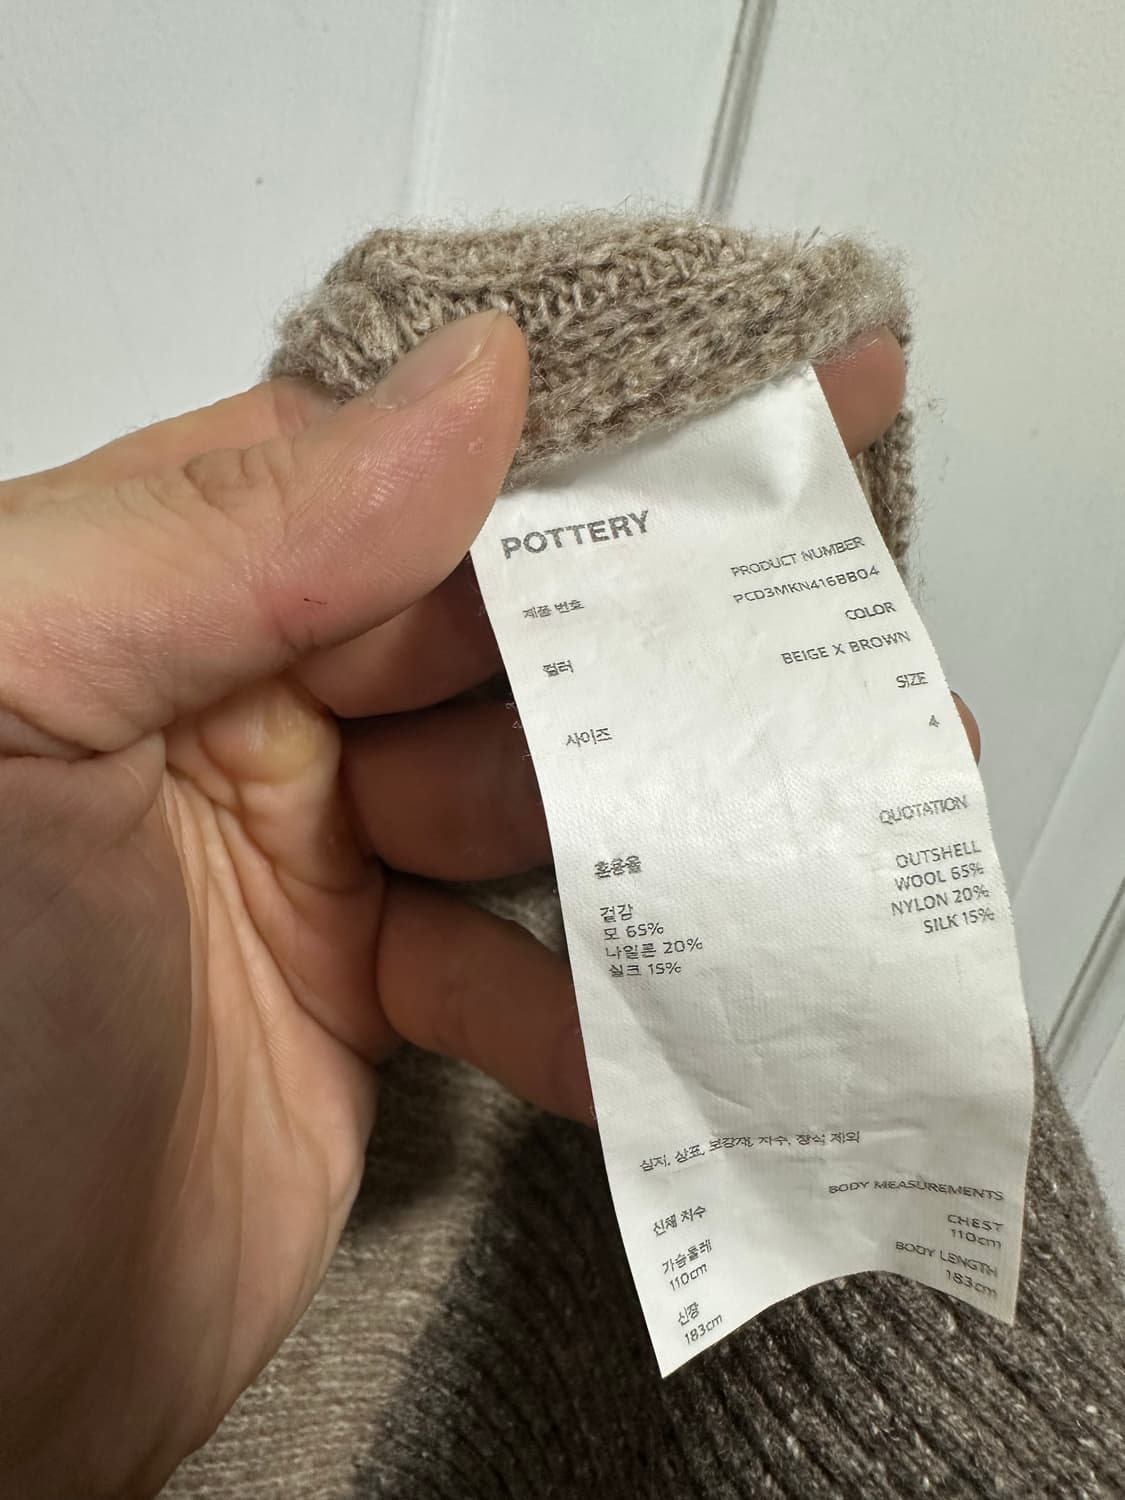 POTTERY
제품 번호
PRODUCT NUMBER
PCD3MKN416BB04
컬러
COLOR
BEIGE X BROWN
사이즈
SIZE
4
혼용율
QUOTATION
겉감
모 65%
나일론 20%
실크 15%
OUTSHELL
WOOL 65%
NYLON 20%
SILK 15%
심지, 상표, 보강재, 자수, 장식 제외
신체 치수
BODY MEASUREMENTS
가슴둘레
110cm
CHEST
110cm
신장
183cm
BODY LENGTH
183cm